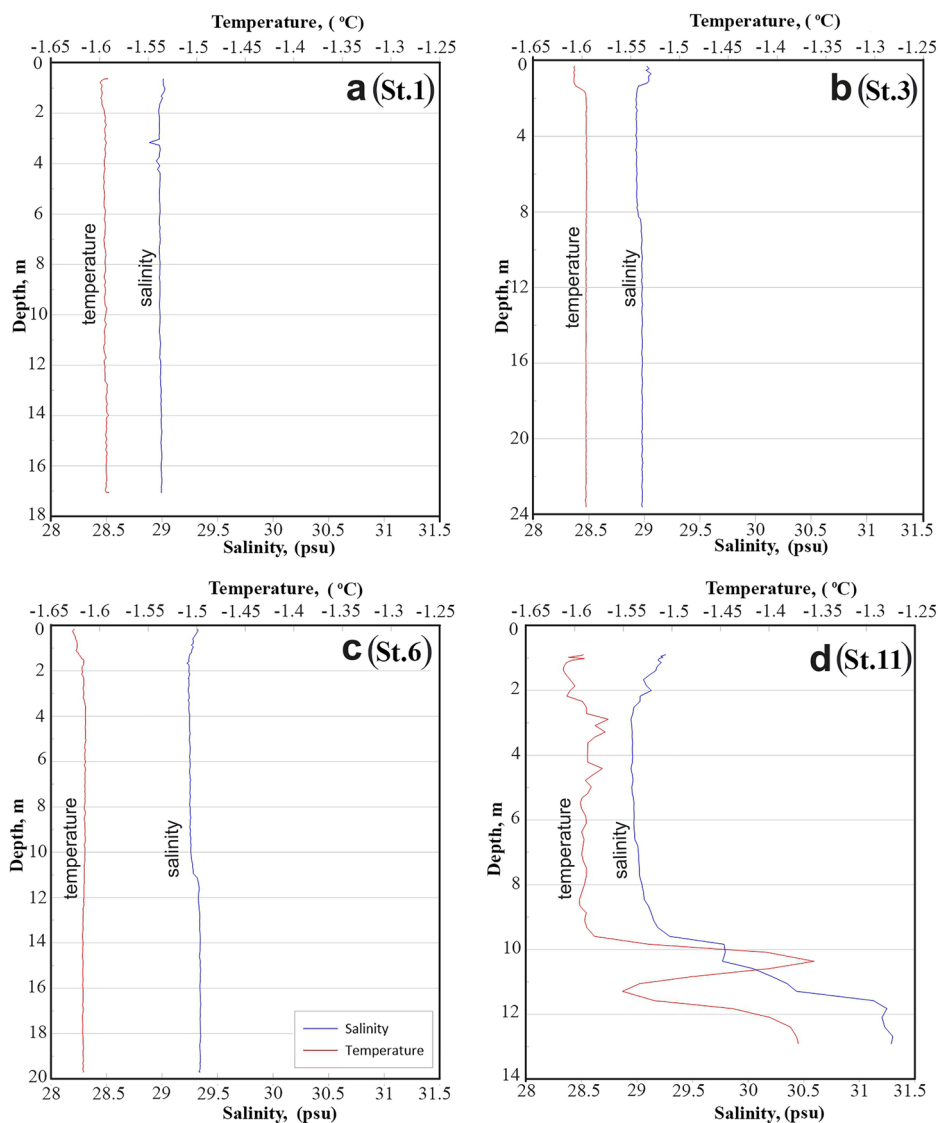 Temperature, ( ºC)
-1.65 -1.6 -1.55 -1.5 -1.45 -1.4 -1.35 -1.3 -1.25
a (St.1)
0
2
4
6
8
10
12
14
16
18
Depth, m
temperature
salinity
28 28.5 29 29.5 30 30.5 31 31.5
Salinity, (psu)
Temperature, ( ºC)
-1.65 -1.6 -1.55 -1.5 -1.45 -1.4 -1.35 -1.3 -1.25
b (St.3)
0
4
8
12
16
20
24
Depth, m
temperature
salinity
28 28.5 29 29.5 30 30.5 31 31.5
Salinity, (psu)
Temperature, ( ºC)
-1.65 -1.6 -1.55 -1.5 -1.45 -1.4 -1.35 -1.3 -1.25
c (St.6)
0
2
4
6
8
10
12
14
16
18
20
Depth, m
temperature
salinity
Salinity
Temperature
28 28.5 29 29.5 30 30.5 31 31.5
Salinity, (psu)
Temperature, ( ºC)
-1.65 -1.6 -1.55 -1.5 -1.45 -1.4 -1.35 -1.3 -1.25
d (St.11)
0
2
4
6
8
10
12
14
Depth, m
temperature
salinity
28 28.5 29 29.5 30 30.5 31 31.5
Salinity, (psu)